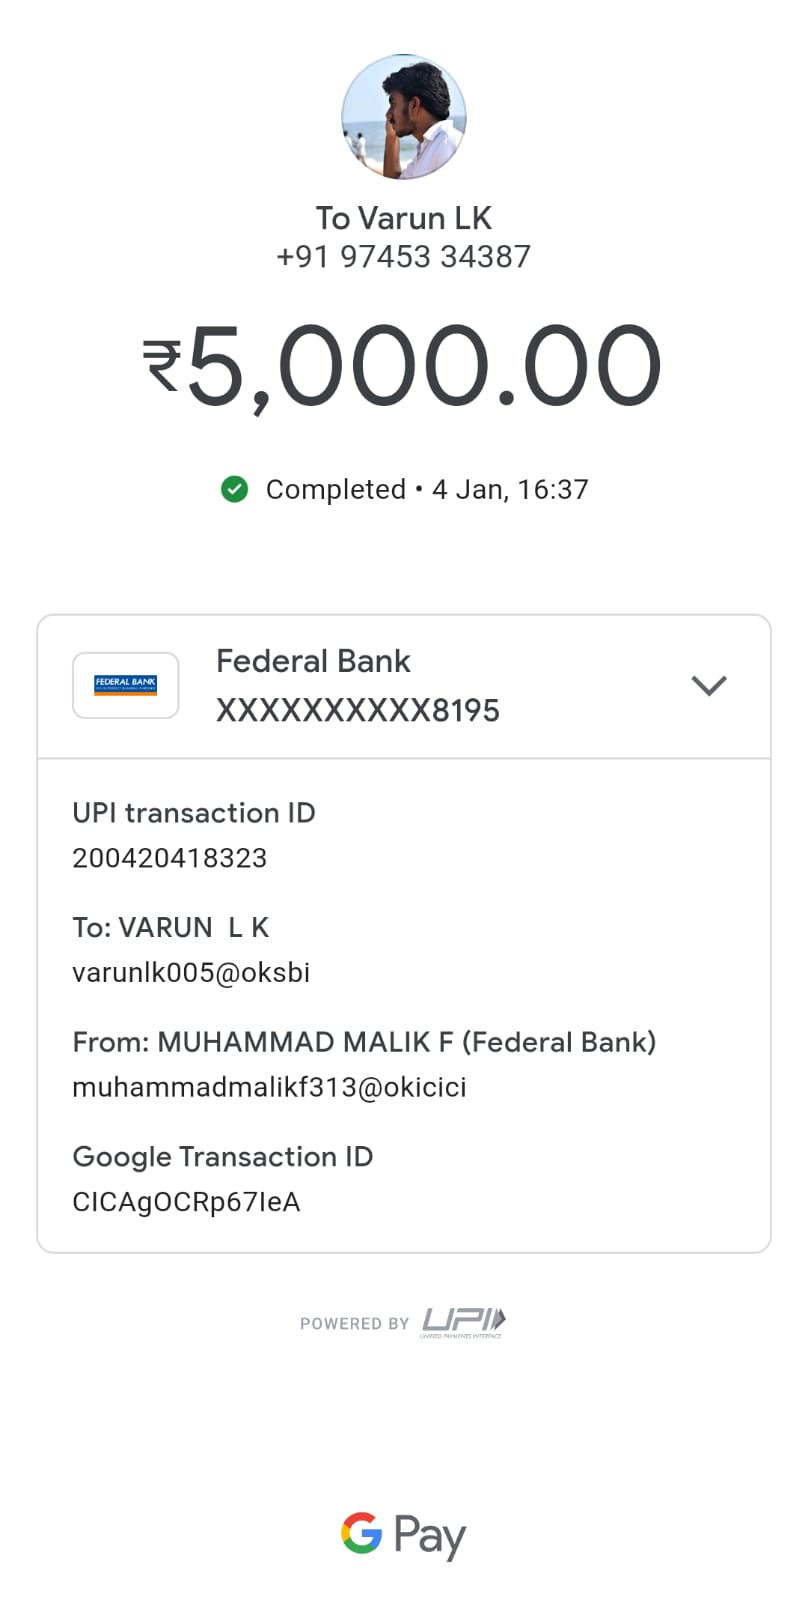 To Varun LK
+91 97453 34387
₹5,000.00
Completed • 4 Jan, 16:37
FEDERAL BANK
Federal Bank
XXXXXXXXXX8195
UPI transaction ID
200420418323
To: VARUN  L K
varunlk005@oksbi
From: MUHAMMAD MALIK F (Federal Bank)
muhammadmalikf313@okicici
Google Transaction ID
CICAgOCRp67IeA
POWERED BY UPI
UNIFIED PAYMENTS INTERFACE
G Pay